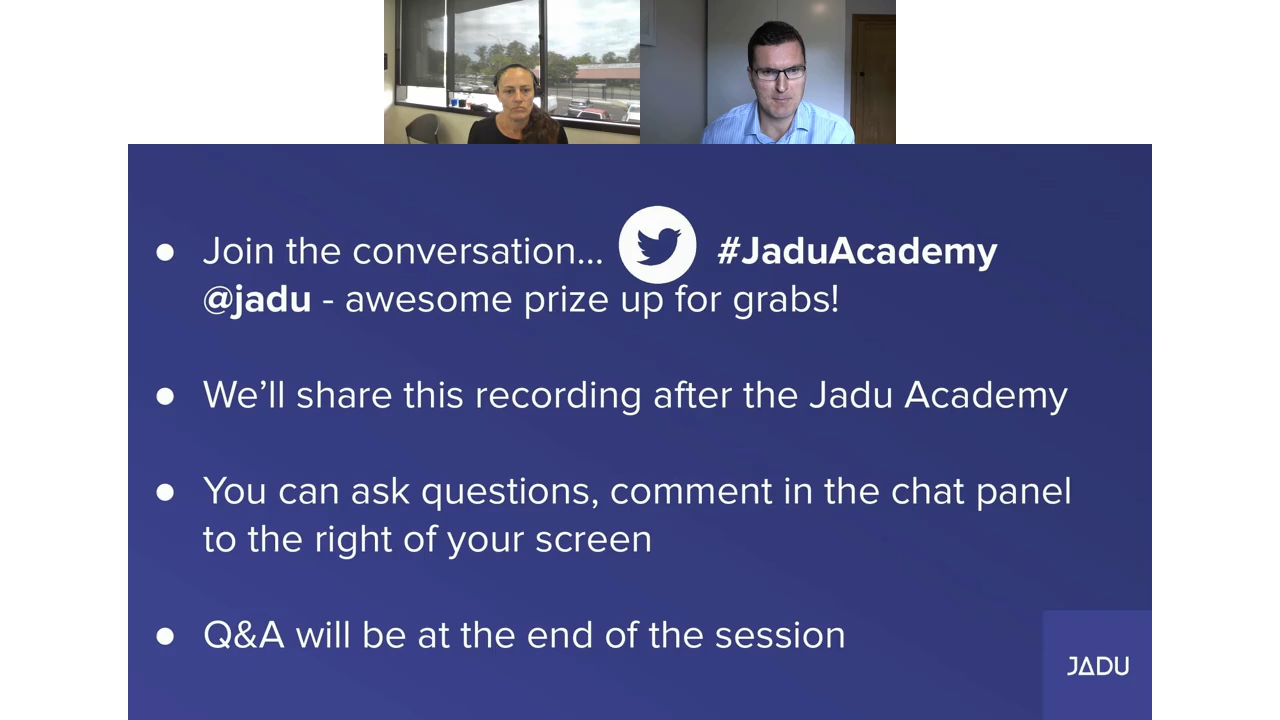 ● Join the conversation... #JaduAcademy
@jadu - awesome prize up for grabs!
● We’ll share this recording after the Jadu Academy
● You can ask questions, comment in the chat panel
to the right of your screen
● Q&A will be at the end of the session
JADU